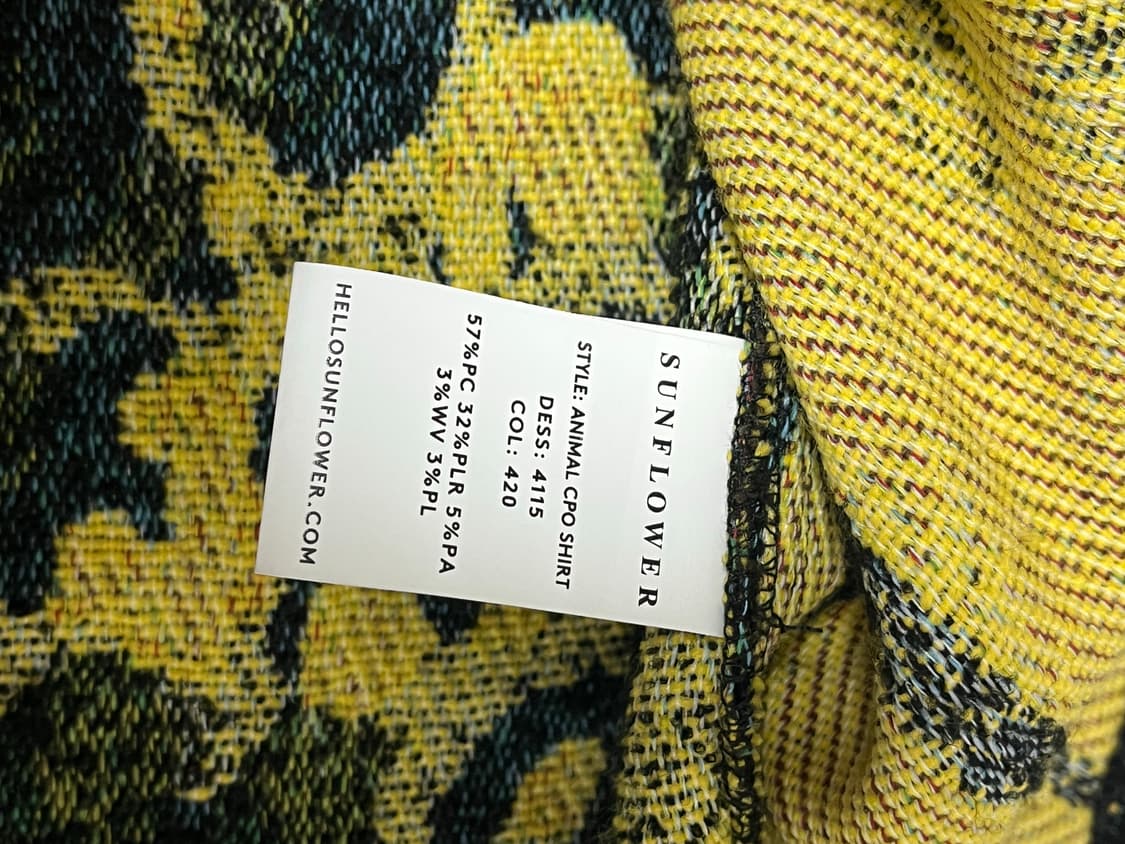 SUNFLOWER
STYLE: ANIMAL CPO SHIRT
DESS: 4115
COL: 420
57%PC 32%PLR 5%PA
3%WV 3%PL
HELLOSUNFLOWER.COM